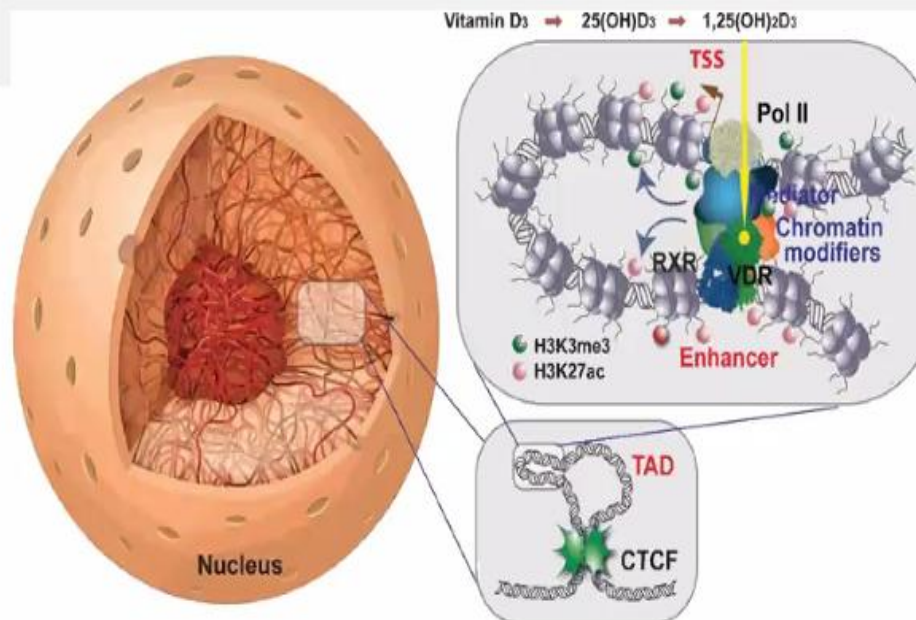 Vitamin D₃ → 25(OH)D₃ → 1,25(OH)₂D₃
TSS
Pol II
ediator
Chromatin
modifiers
RXR
VDR
H3K3me3
H3K27ac
Enhancer
TAD
CTCF
Nucleus